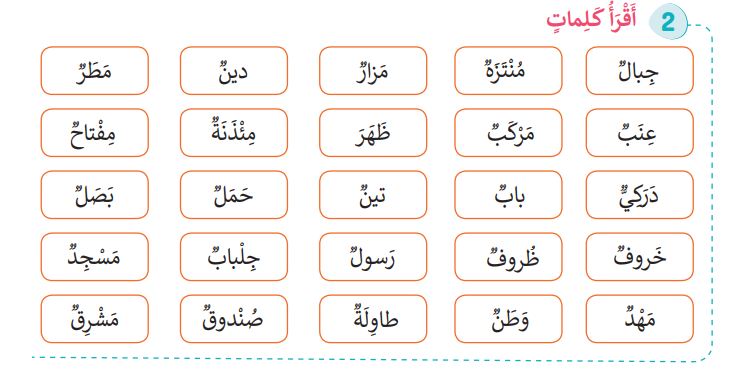 2 أَقْرَأُ كَلِماتٍ
جِبالٌ مُنْتَزَهٌ مَزارٌ دينٌ مَطَرٌ
عِنَبٌ مَرْكَبٌ ظَهَرَ مِئْذَنَةٌ مِفْتاحٌ
دَرَكِيٌّ بابٌ تينٌ حَمَلٌ بَصَلٌ
خَروفٌ ظُروفٌ رَسولٌ جِلْبابٌ مَسْجِدٌ
مَهْدٌ وَطَنٌ طاوِلَةٌ صُنْدوقٌ مَشْرِقٌ